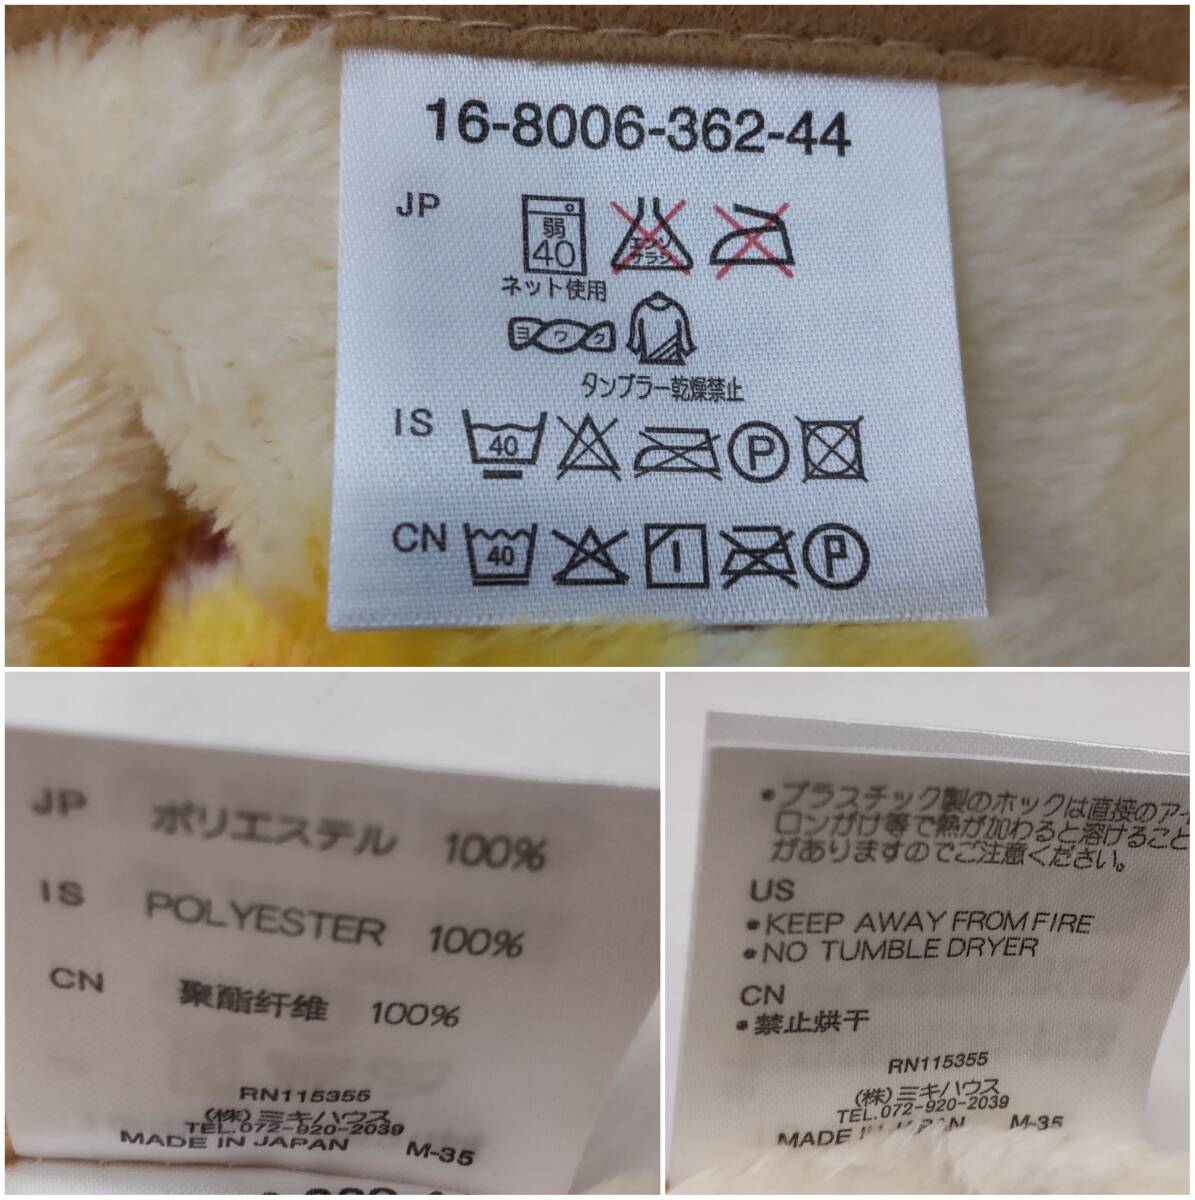 16-8006-362-44
JP
弱
40
エンソ
サラシ
ネット使用
ヨワク
タンブラー乾燥禁止
IS
40
P
CN
40
P
JP ポリエステル 100%
IS POLYESTER 100%
CN 聚酯纤维 100%
RN115355
(株)ミキハウス
TEL.072-920-2039
MADE IN JAPAN M-35
•プラスチック製のホックは直接のアイ
ロンがけ等で熱が加わると溶けること
がありますのでご注意ください。
US
•KEEP AWAY FROM FIRE
•NO TUMBLE DRYER
CN
•禁止烘干
RN115355
(株)ミキハウス
TEL.072-920-2039
MADE IN JAPAN M-35